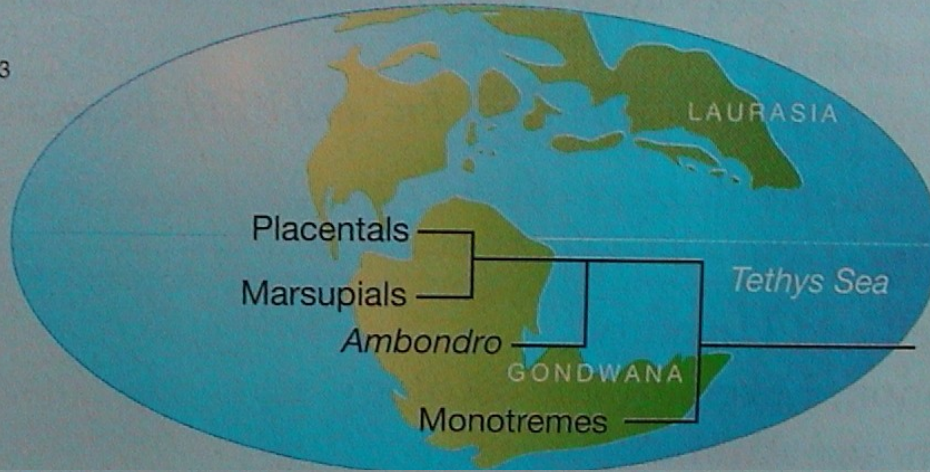 3
LAURASIA
Placentals
Tethys Sea
Marsupials
Ambondro
GONDWANA
Monotremes